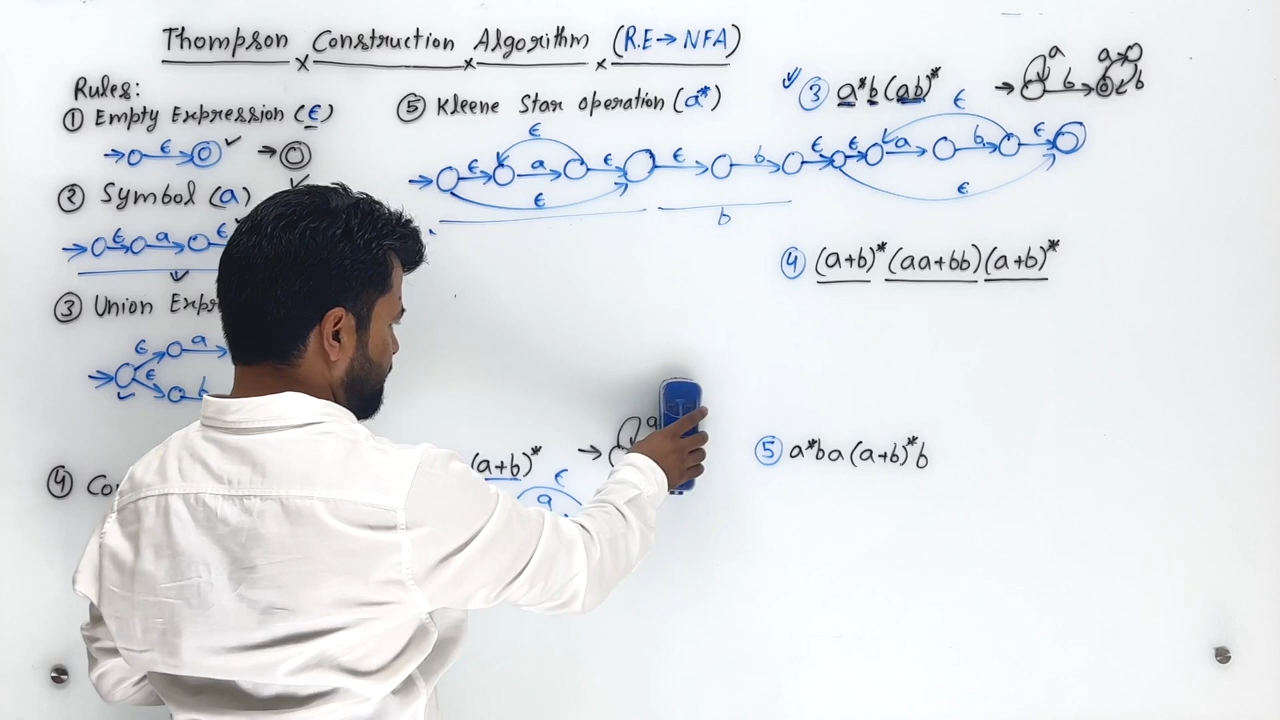 Thompson Construction Algorithm (R.E→NFA)
Rules:
① Empty Expression (ε)
ε
② Symbol (a)
ε a ε
③ Union
ε a
ε b
④
⑤ Kleene Star operation (a*)
ε ε a ε ε ε b ε ε ε a b ε ε
b
(a+b)*
a
ε
a
③ a*b(ab)*
a b a b
④ (a+b)*(aa+bb)(a+b)*
⑤ a*ba(a+b)*b